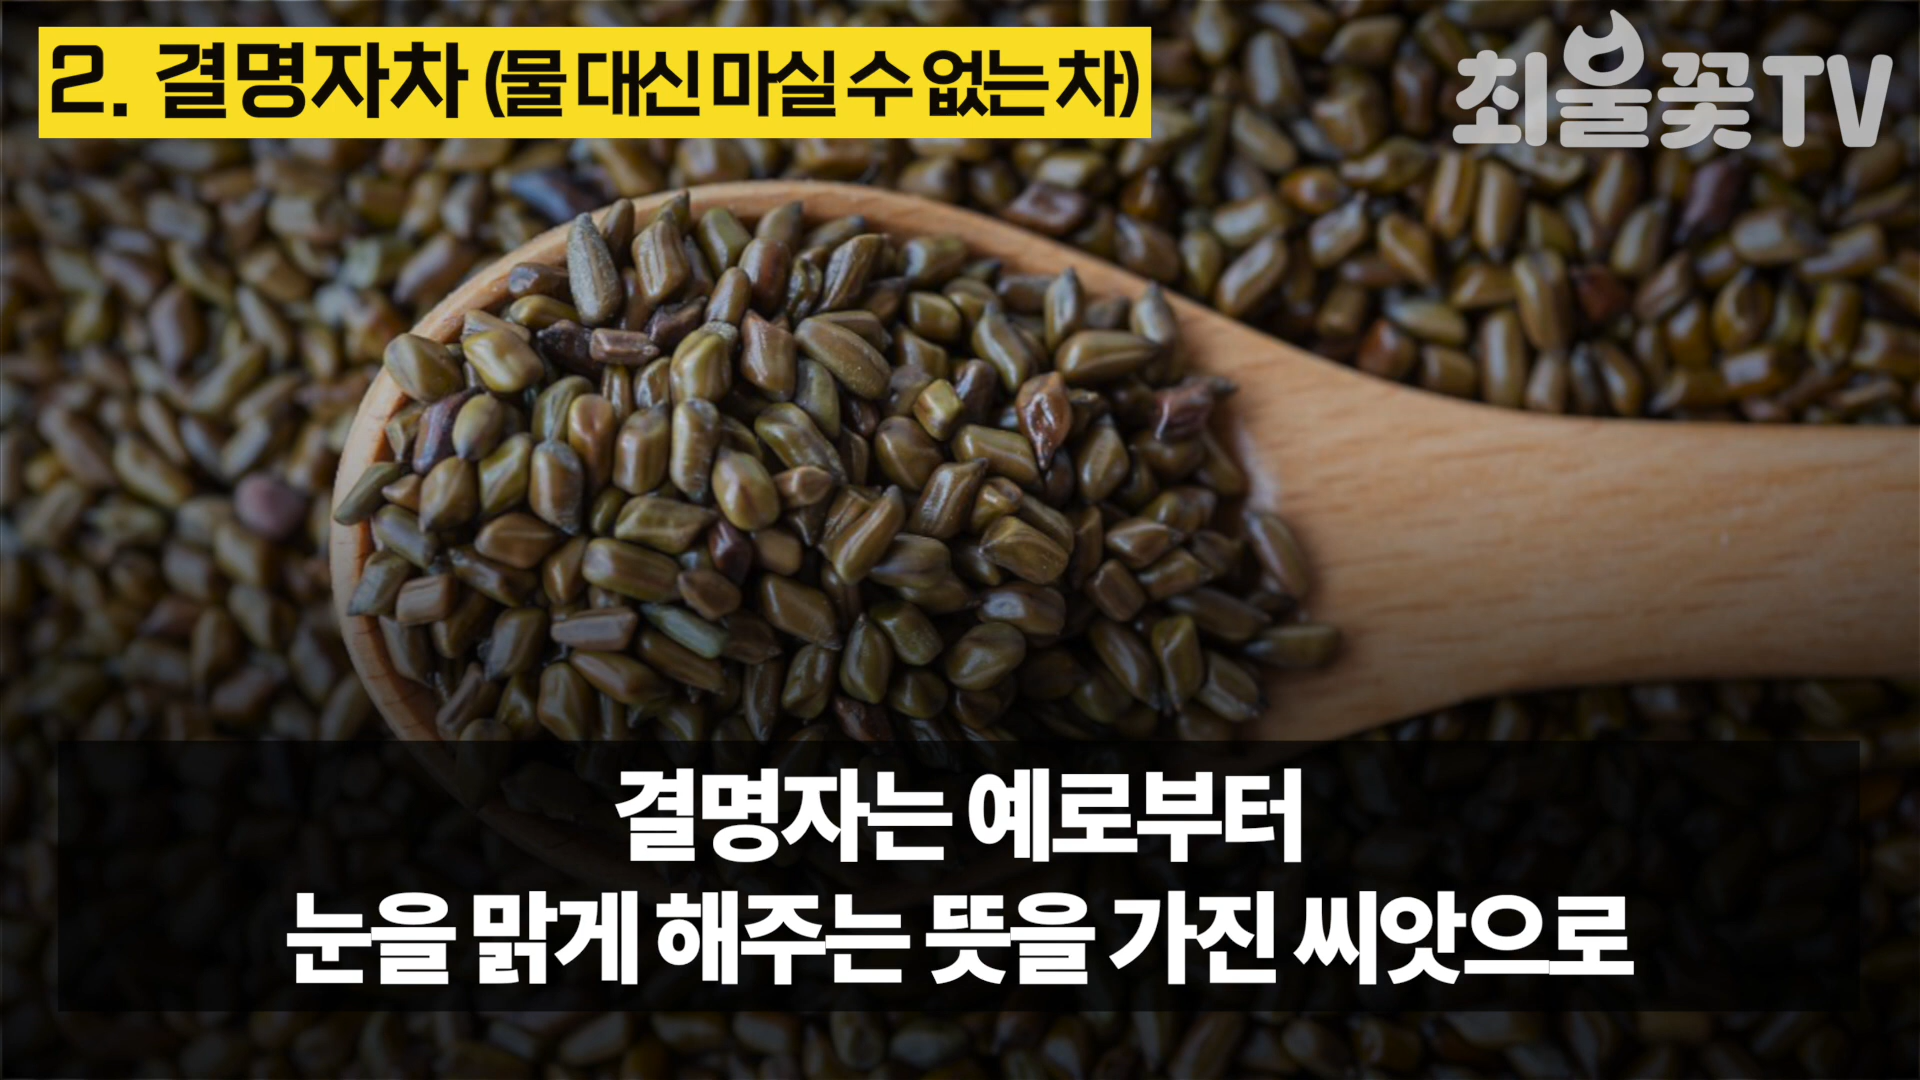 2. 결명자차 (물 대신 마실 수 없는 차)
최울꽃TV
결명자는 예로부터
눈을 맑게 해주는 뜻을 가진 씨앗으로